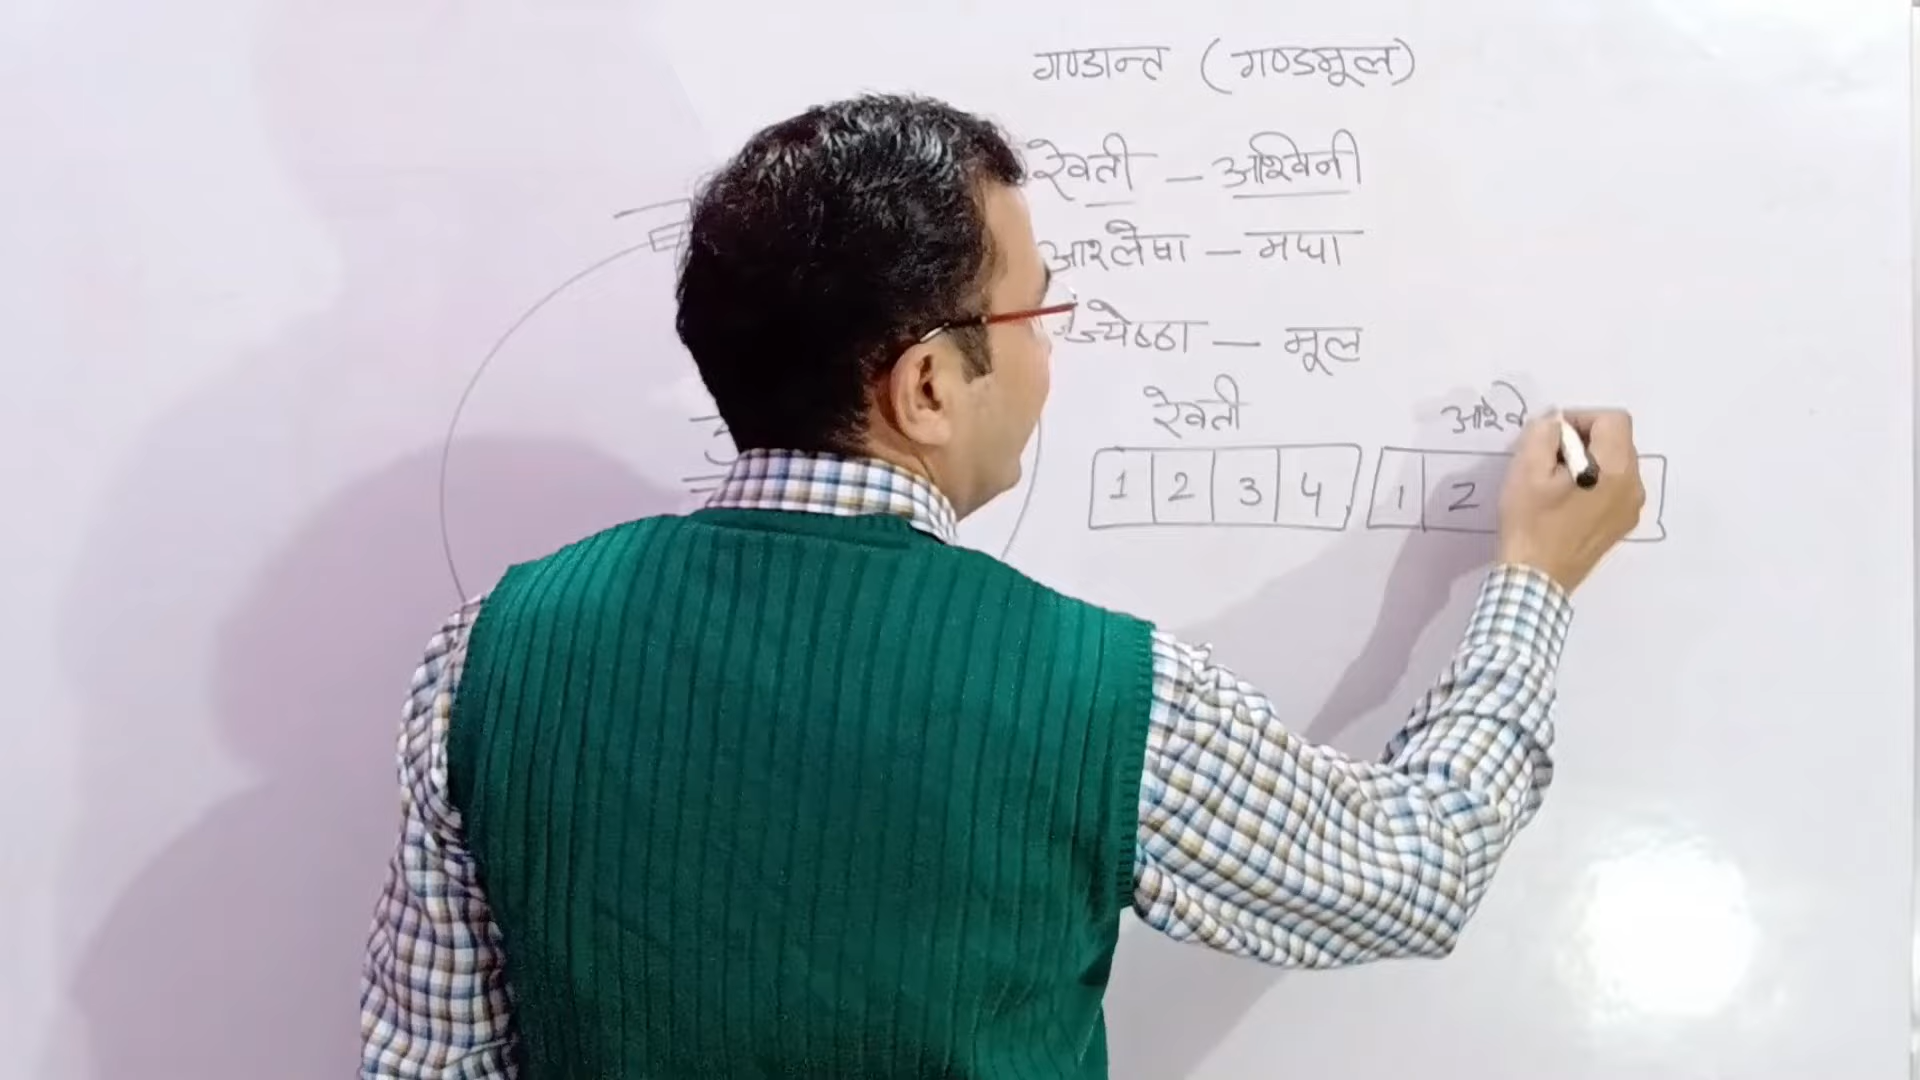 गण्डान्त (गण्डमूल)
रेवती – अश्विनी
आश्लेषा – मघा
ज्येष्ठा – मूल
रेवती
1 2 3 4 1 2